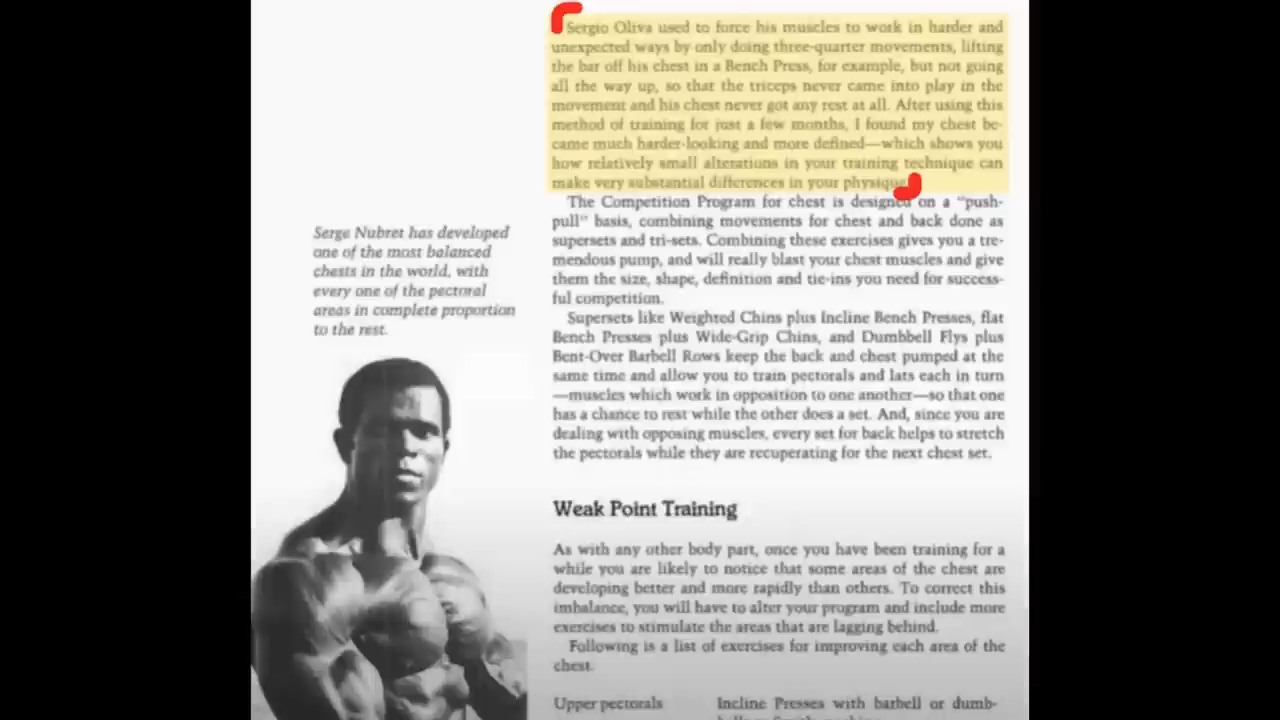 Sergio Oliva used to force his muscles to work in harder and
unexpected ways by only doing three-quarter movements, lifting
the bar off his chest in a Bench Press, for example, but not going
all the way up, so that the triceps never came into play in the
movement and his chest never got any rest at all. After using this
method of training for just a few months, I found my chest be-
came much harder-looking and more defined—which shows you
how relatively small alterations in your training technique can
make very substantial differences in your physique.
The Competition Program for chest is designed on a "push-
pull" basis, combining movements for chest and back done as
supersets and tri-sets. Combining these exercises gives you a tre-
mendous pump, and will really blast your chest muscles and give
them the size, shape, definition and tie-ins you need for success-
ful competition.
Supersets like Weighted Chins plus Incline Bench Presses, flat
Bench Presses plus Wide-Grip Chins, and Dumbbell Flys plus
Bent-Over Barbell Rows keep the back and chest pumped at the
same time and allow you to train pectorals and lats each in turn
—muscles which work in opposition to one another—so that one
has a chance to rest while the other does a set. And, since you are
dealing with opposing muscles, every set for back helps to stretch
the pectorals while they are recuperating for the next chest set.
Serge Nubret has developed
one of the most balanced
chests in the world, with
every one of the pectoral
areas in complete proportion
to the rest.
Weak Point Training
As with any other body part, once you have been training for a
while you are likely to notice that some areas of the chest are
developing better and more rapidly than others. To correct this
imbalance, you will have to alter your program and include more
exercises to stimulate the areas that are lagging behind.
Following is a list of exercises for improving each area of the
chest.
Upper pectorals Incline Presses with barbell or dumb-